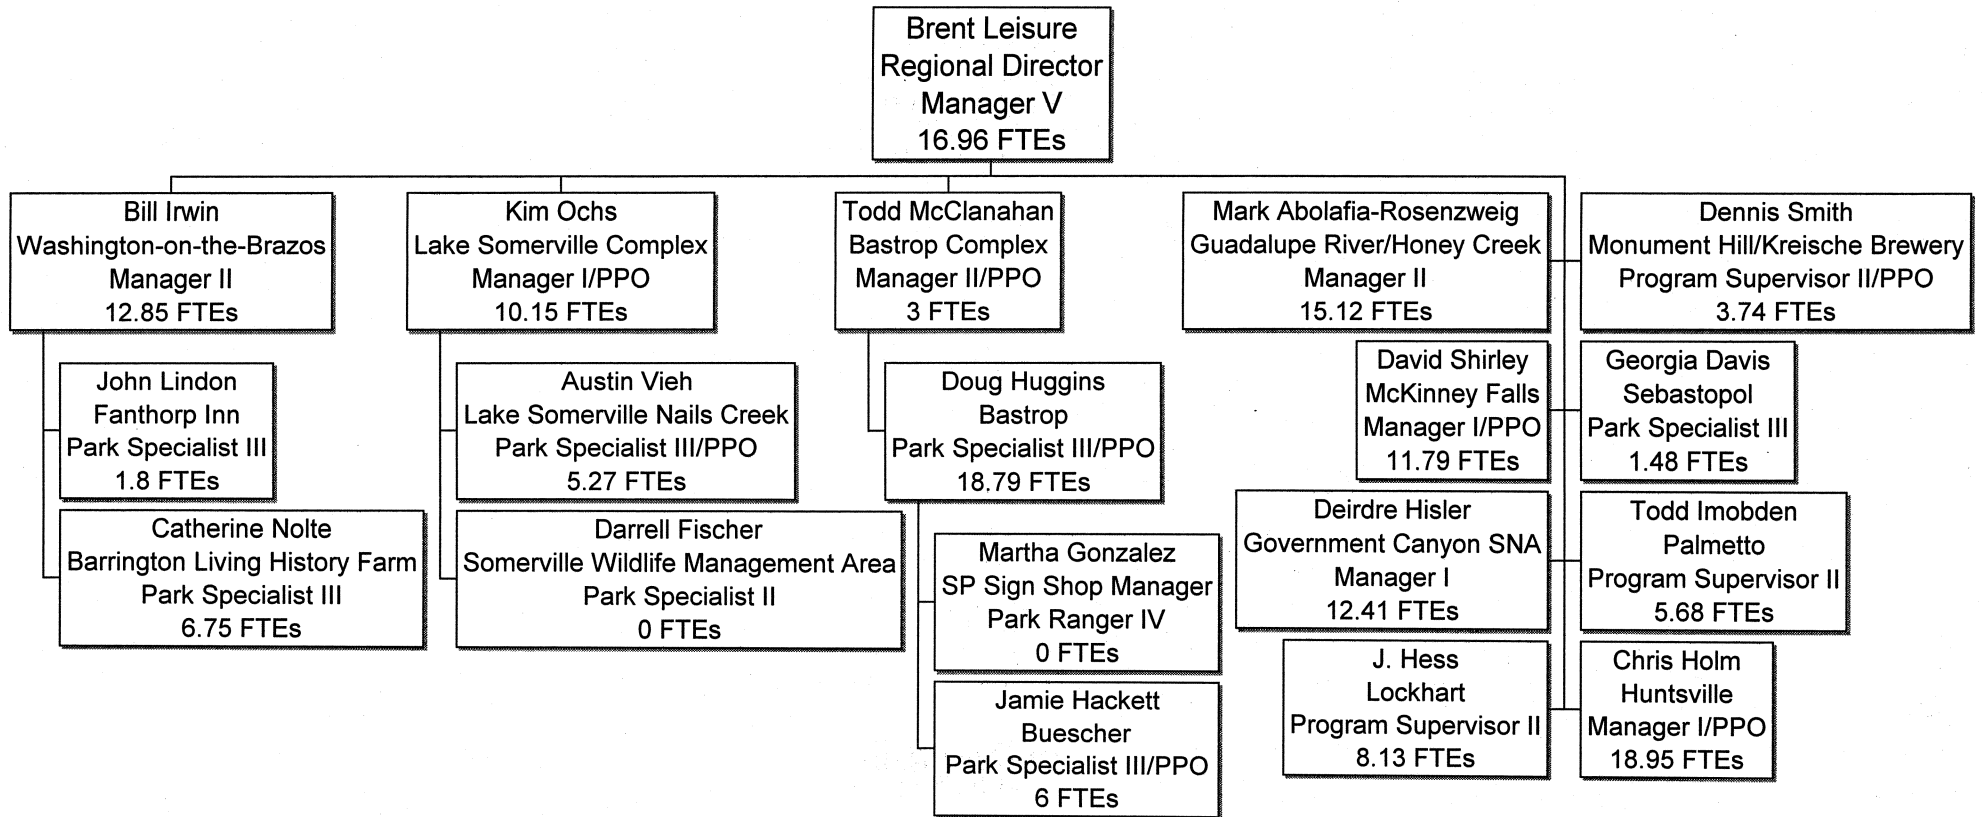 Brent Leisure
Regional Director
Manager V
16.96 FTEs
Bill Irwin
Washington-on-the-Brazos
Manager II
12.85 FTEs
John Lindon
Fanthorp Inn
Park Specialist III
1.8 FTEs
Catherine Nolte
Barrington Living History Farm
Park Specialist III
6.75 FTEs
Kim Ochs
Lake Somerville Complex
Manager I/PPO
10.15 FTEs
Austin Vieh
Lake Somerville Nails Creek
Park Specialist III/PPO
5.27 FTEs
Darrell Fischer
Somerville Wildlife Management Area
Park Specialist II
0 FTEs
Todd McClanahan
Bastrop Complex
Manager II/PPO
3 FTEs
Doug Huggins
Bastrop
Park Specialist III/PPO
18.79 FTEs
Martha Gonzalez
SP Sign Shop Manager
Park Ranger IV
0 FTEs
Jamie Hackett
Buescher
Park Specialist III/PPO
6 FTEs
Mark Abolafia-Rosenzweig
Guadalupe River/Honey Creek
Manager II
15.12 FTEs
Dennis Smith
Monument Hill/Kreische Brewery
Program Supervisor II/PPO
3.74 FTEs
David Shirley
McKinney Falls
Manager I/PPO
11.79 FTEs
Georgia Davis
Sebastopol
Park Specialist III
1.48 FTEs
Deirdre Hisler
Government Canyon SNA
Manager I
12.41 FTEs
Todd Imobden
Palmetto
Program Supervisor II
5.68 FTEs
J. Hess
Lockhart
Program Supervisor II
8.13 FTEs
Chris Holm
Huntsville
Manager I/PPO
18.95 FTEs